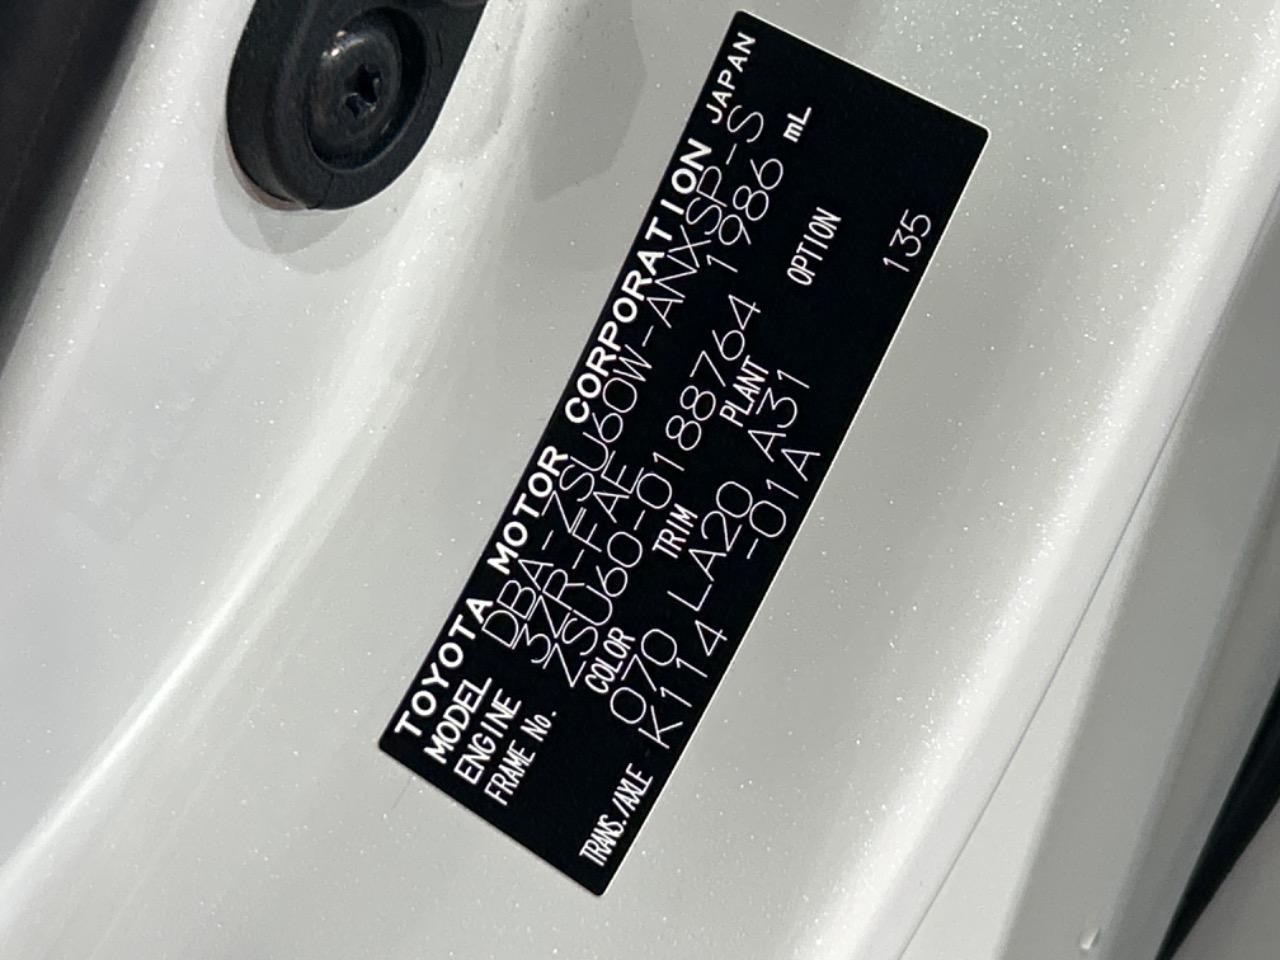 TOYOTA MOTOR CORPORATION JAPAN
MODEL DBA-ZSU60W-ANXSP-S
ENGINE 3ZR-FAE 1986 mL
FRAME No. ZSU60-0188764
COLOR TRIM PLANT OPTION
070 LA20 A31
TRANS./AXLE K114 -01A 135